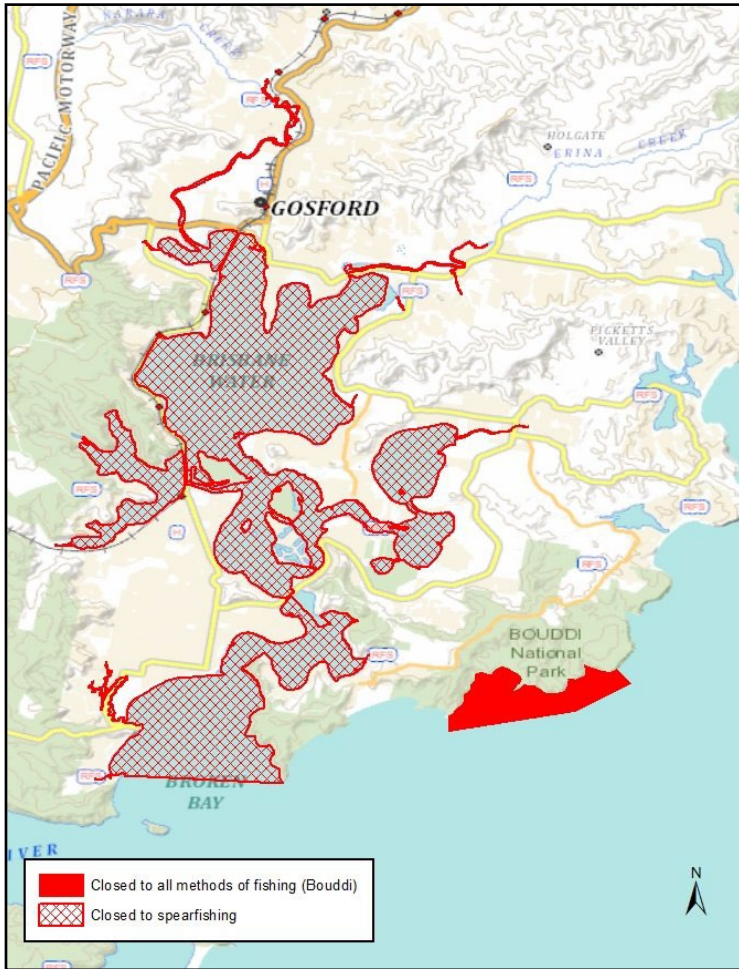 NARARA
CREEK
RFS
PACIFIC MOTORWAY
RFS
HOLGATE
ERINA CREEK
H
GOSFORD
RFS
RFS
PICKETTS
VALLEY
BRISBANE
WATER
RFS
RFS
H
RFS
RFS
BOUDDI
National
Park
RFS
RFS
BROKEN
BAY
IVER
Closed to all methods of fishing (Bouddi)
Closed to spearfishing
N
RFS